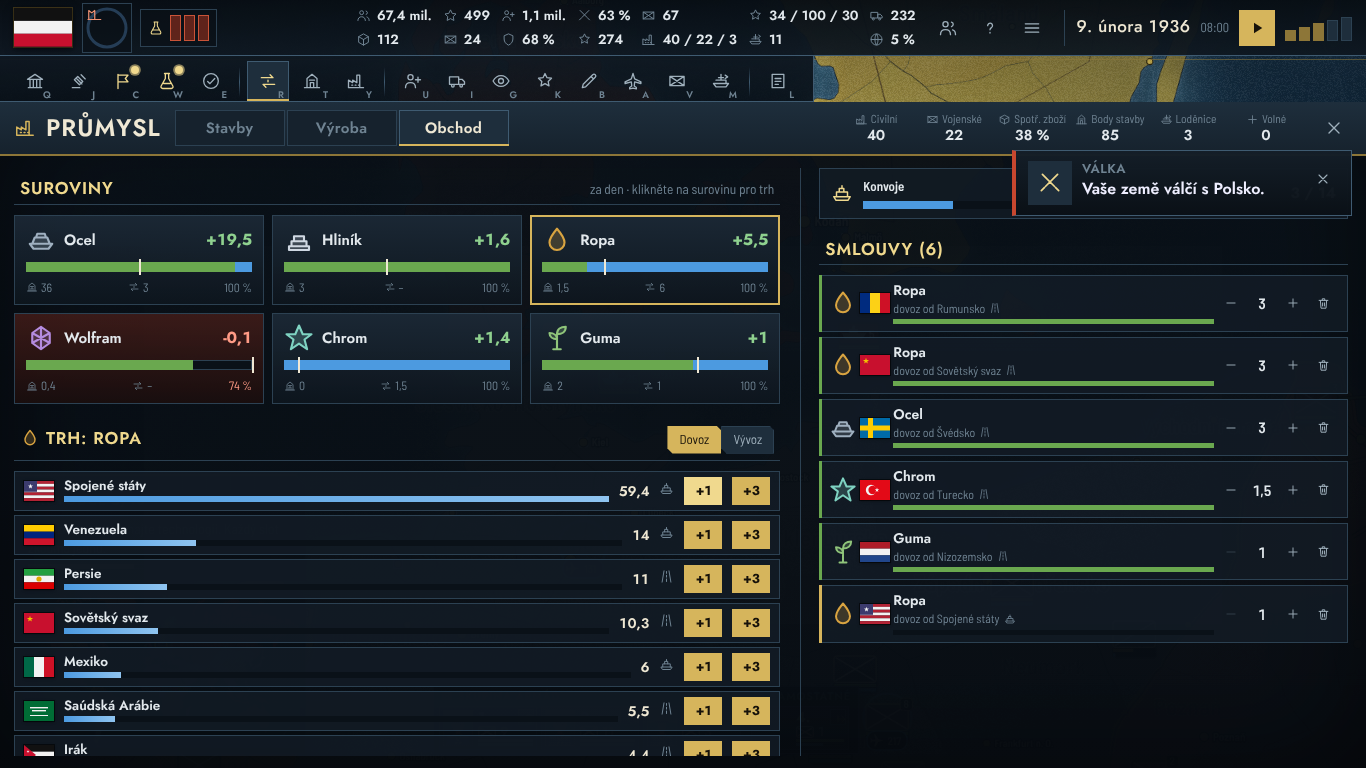 67,4 mil. 499 1,1 mil. 63 % 67 34 / 100 / 30 232
112 24 68 % 274 40 / 22 / 3 11 5 %
? 9. února 1936 08:00
Q J C W E R T Y U I G K B A V M L
PRŮMYSL Stavby Výroba Obchod
Civilní Vojenské Spotř. zboží Body stavby Loděnice Volné
40 22 38 % 85 3 0
VÁLKA
Vaše země válčí s Polskem.
SUROVINY za den · klikněte na surovinu pro trh
Ocel +19,5 Hliník +1,6 Ropa +5,5
36 3 100 % 3 – 100 % 1,5 6 100 %
Wolfram -0,1 Chrom +1,4 Guma +1
0,4 – 74 % 0 1,5 100 % 2 1 100 %
TRH: ROPA Dovoz Vývoz
Spojené státy 59,4 +1 +3
Venezuela 14 +1 +3
Persie 11 +1 +3
Sovětský svaz 10,3 +1 +3
Mexiko 6 +1 +3
Saúdská Arábie 5,5 +1 +3
Irák 4,4 +1 +3
Konvoje
SMLOUVY (6)
Ropa
dovoz od Rumunsko
3
Ropa
dovoz od Sovětský svaz
3
Ocel
dovoz od Švédsko
3
Chrom
dovoz od Turecko
1,5
Guma
dovoz od Nizozemsko
1
Ropa
dovoz od Spojené státy
1